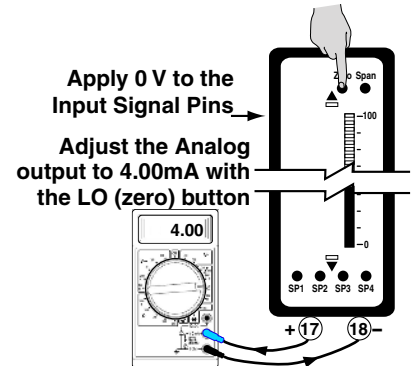 Zero Span
Apply 0 V to the
Input Signal Pins
100
Adjust the Analog
output to 4.00mA with
the LO (zero) button
4.00
0
SP1 SP2 SP3 SP4
+ 17 18 –